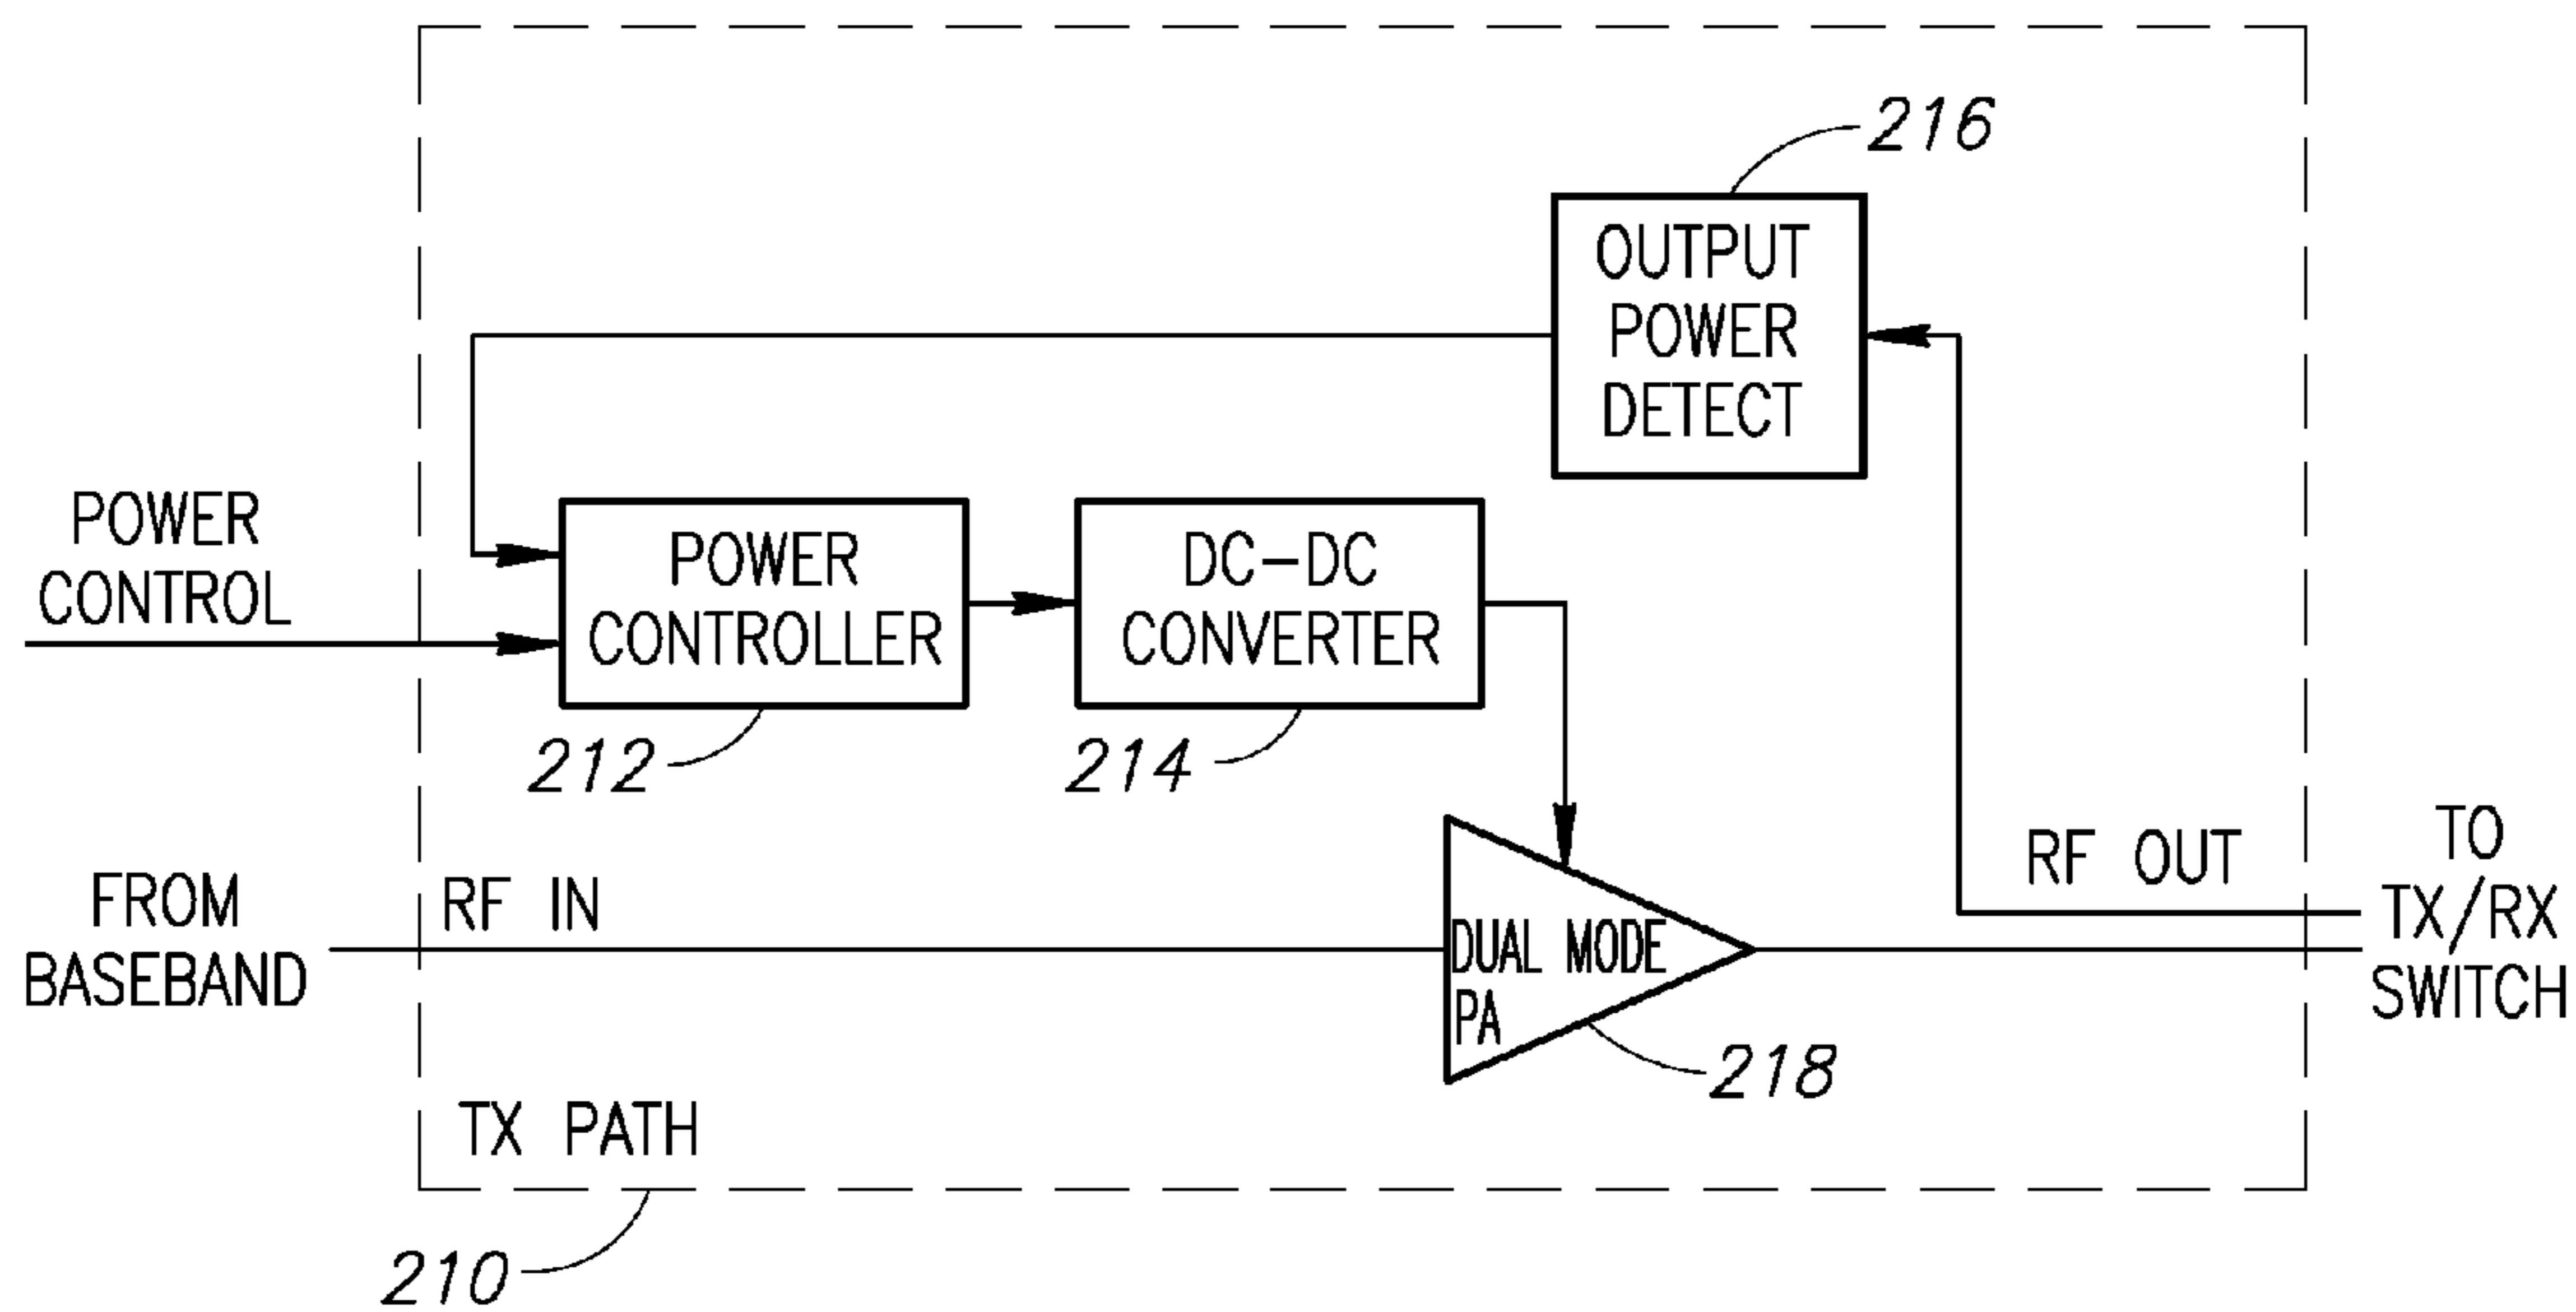 216
OUTPUT
POWER
DETECT
POWER
CONTROL
POWER
CONTROLLER
DC-DC
CONVERTER
212
214
FROM
BASEBAND
RF IN
DUAL MODE
PA
RF OUT
TO
TX/RX
SWITCH
218
TX PATH
210